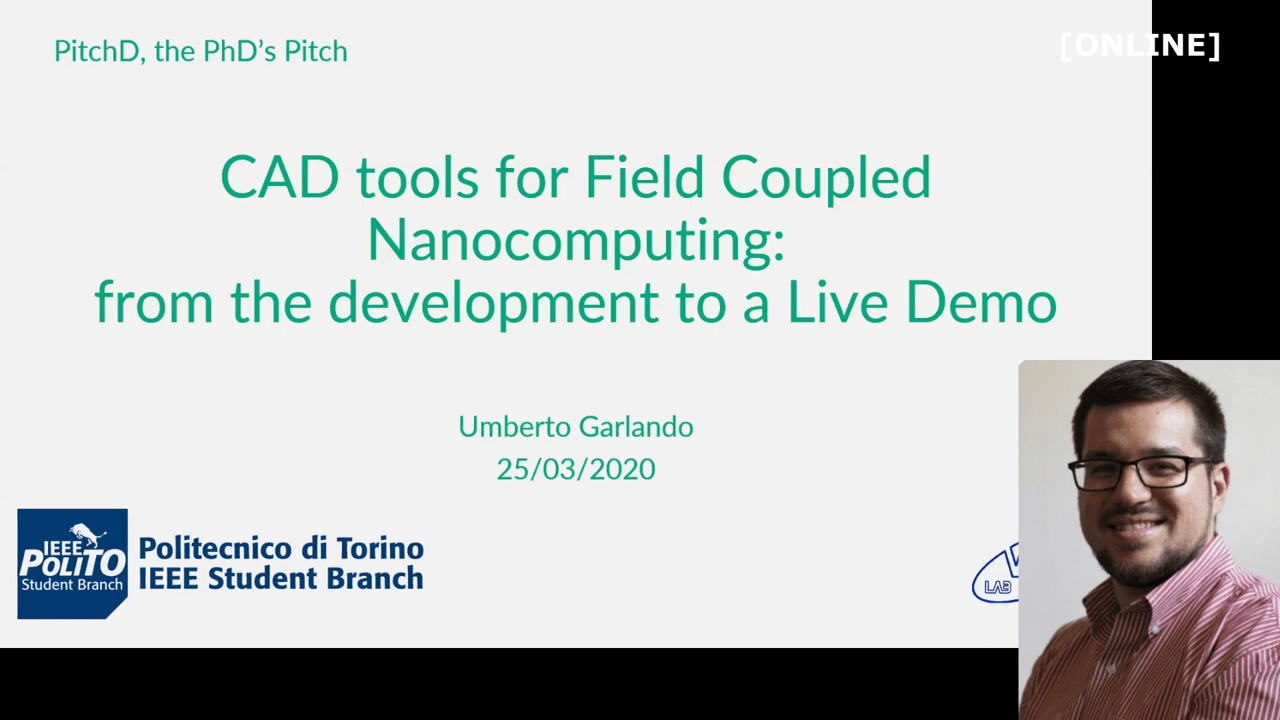 PitchD, the PhD's Pitch
[ONLINE]
CAD tools for Field Coupled
Nanocomputing:
from the development to a Live Demo
Umberto Garlando
25/03/2020
IEEE
POLITO
Student Branch
Politecnico di Torino
IEEE Student Branch
LAB